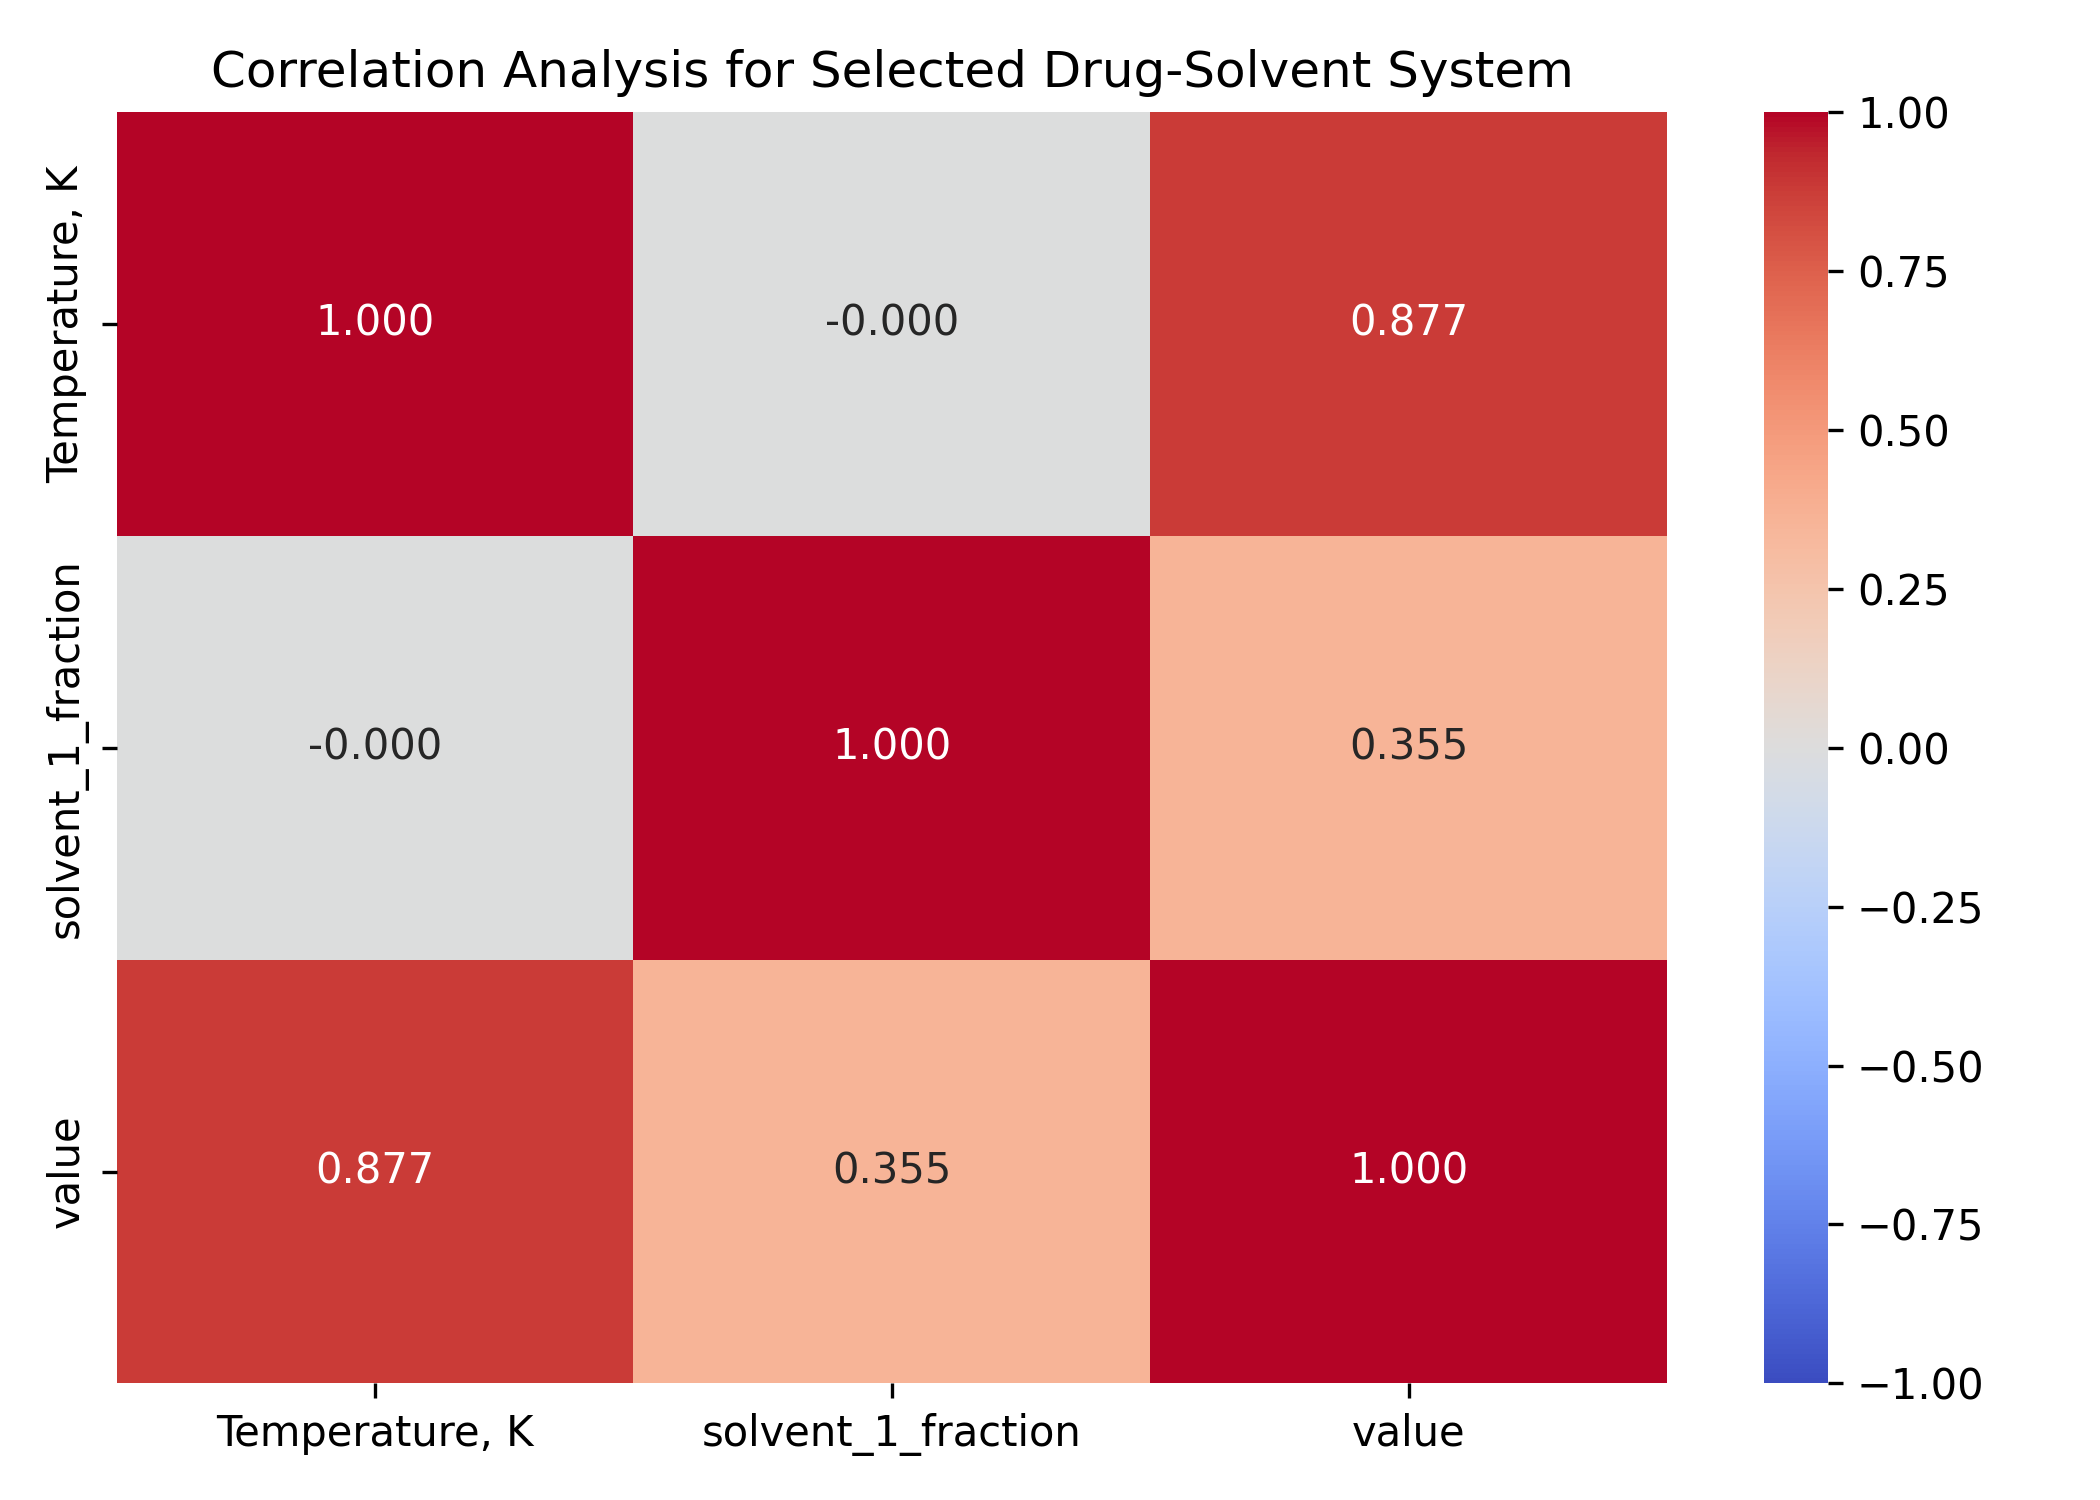 Correlation Analysis for Selected Drug-Solvent System
Temperature, K
solvent_1_fraction
value
1.000
-0.000
0.877
-0.000
1.000
0.355
0.877
0.355
1.000
Temperature, K
solvent_1_fraction
value
1.00
0.75
0.50
0.25
0.00
−0.25
−0.50
−0.75
−1.00